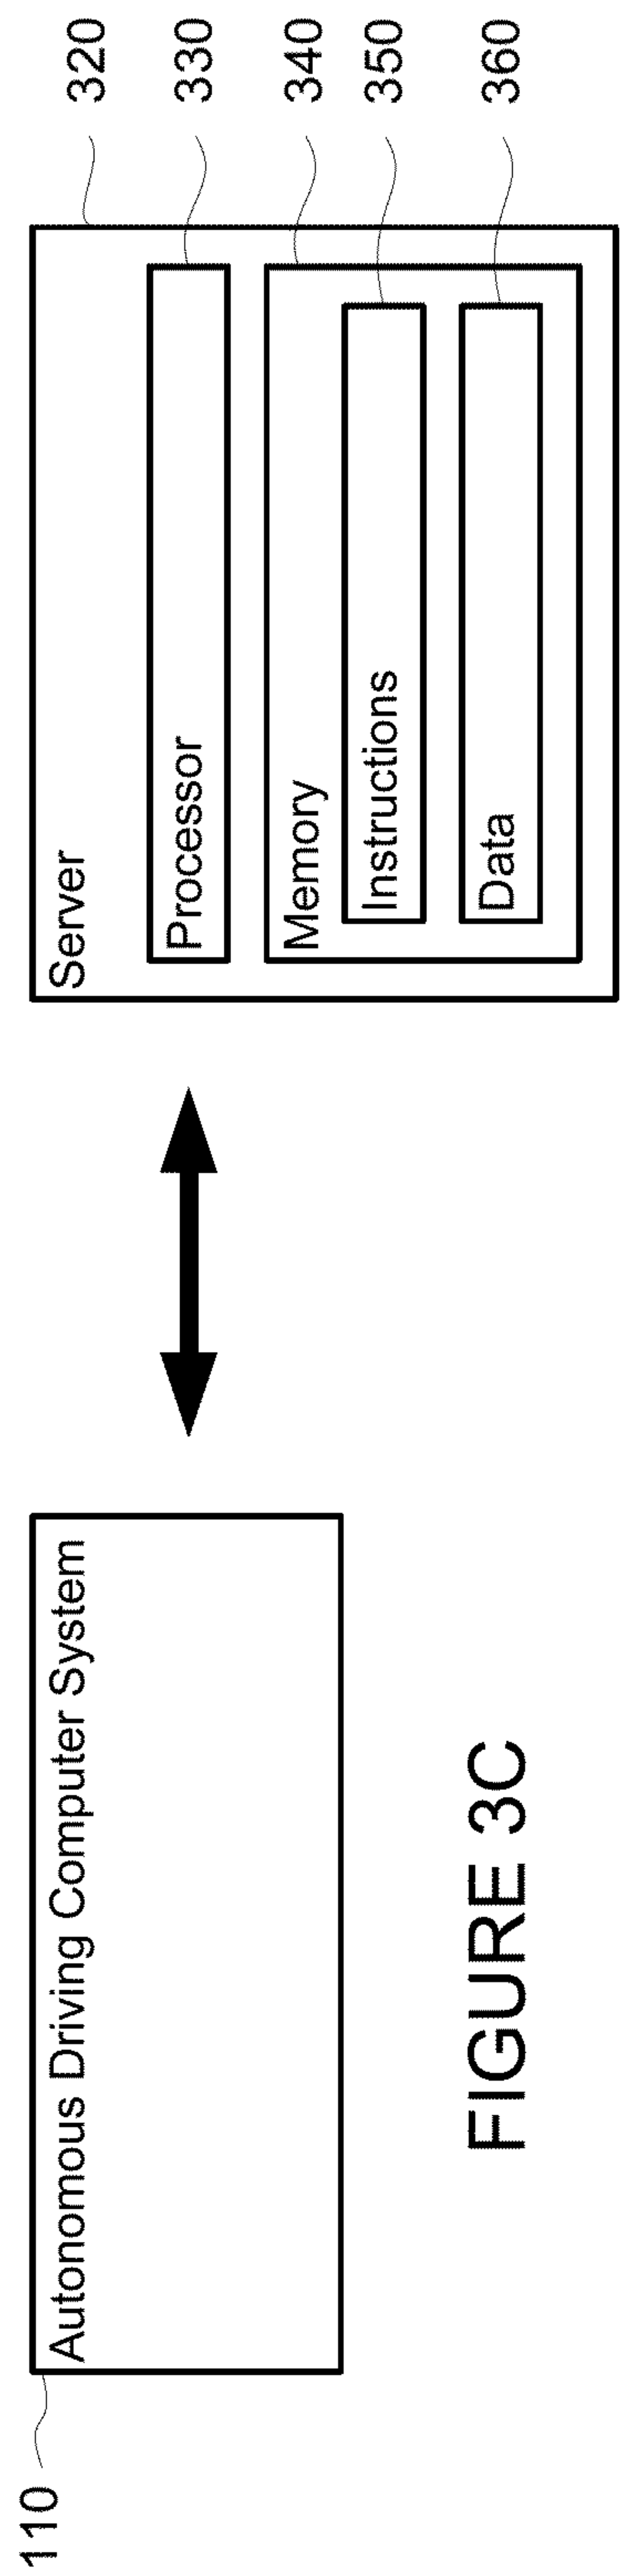 110
Autonomous Driving Computer System
Server
320
Processor
330
Memory
340
Instructions
350
Data
360
FIGURE 3C